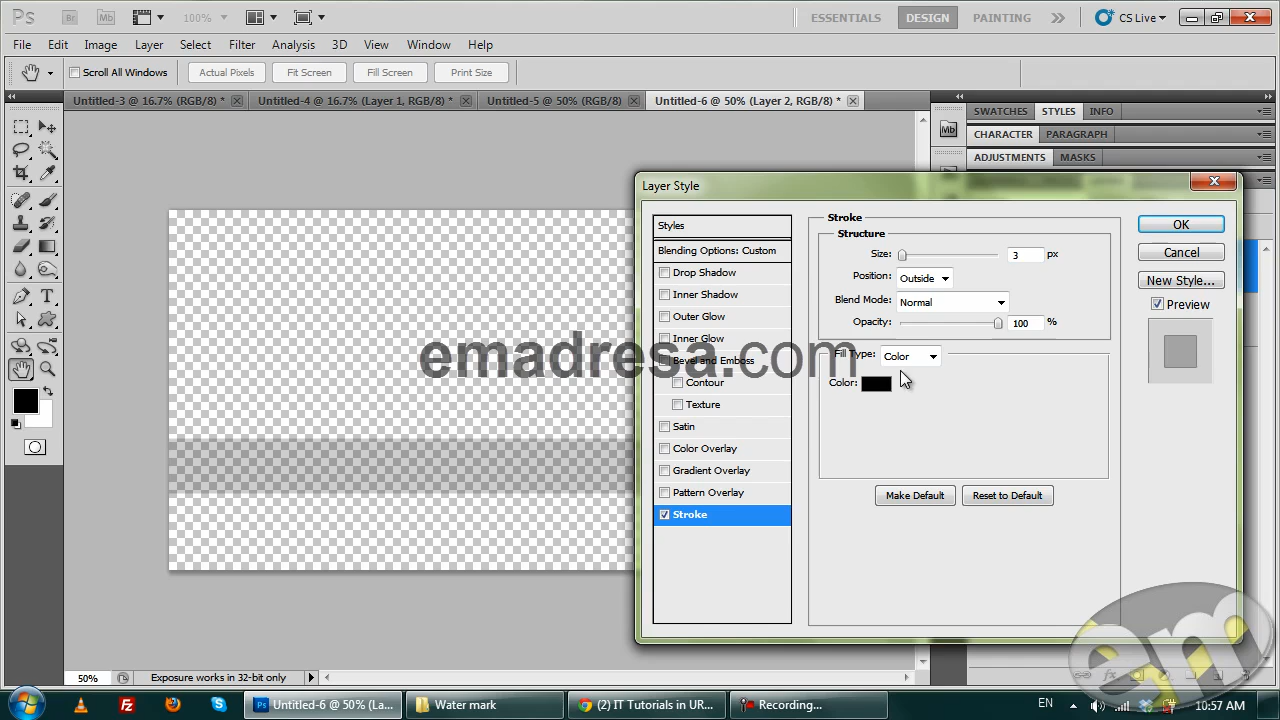 Ps Br Mb 100% ESSENTIALS DESIGN PAINTING CS Live
File Edit Image Layer Select Filter Analysis 3D View Window Help
Scroll All Windows Actual Pixels Fit Screen Fill Screen Print Size
Untitled-3 @ 16.7% (RGB/8) * Untitled-4 @ 16.7% (Layer 1, RGB/8) * Untitled-5 @ 50% (RGB/8) Untitled-6 @ 50% (Layer 2, RGB/8) *
SWATCHES STYLES INFO
Mb
CHARACTER PARAGRAPH
ADJUSTMENTS MASKS
Layer Style
Styles
Blending Options: Custom
Drop Shadow
Inner Shadow
Outer Glow
Inner Glow
Bevel and Emboss
Contour
Texture
Satin
Color Overlay
Gradient Overlay
Pattern Overlay
Stroke
Stroke
Structure
Size: 3 px
Position: Outside
Blend Mode: Normal
Opacity: 100 %
Fill Type: Color
Color:
Make Default Reset to Default
OK
Cancel
New Style...
Preview
emadresa.com
em
50% Exposure works in 32-bit only
Untitled-6 @ 50% (La... Water mark (2) IT Tutorials in UR... Recording... EN 10:57 AM